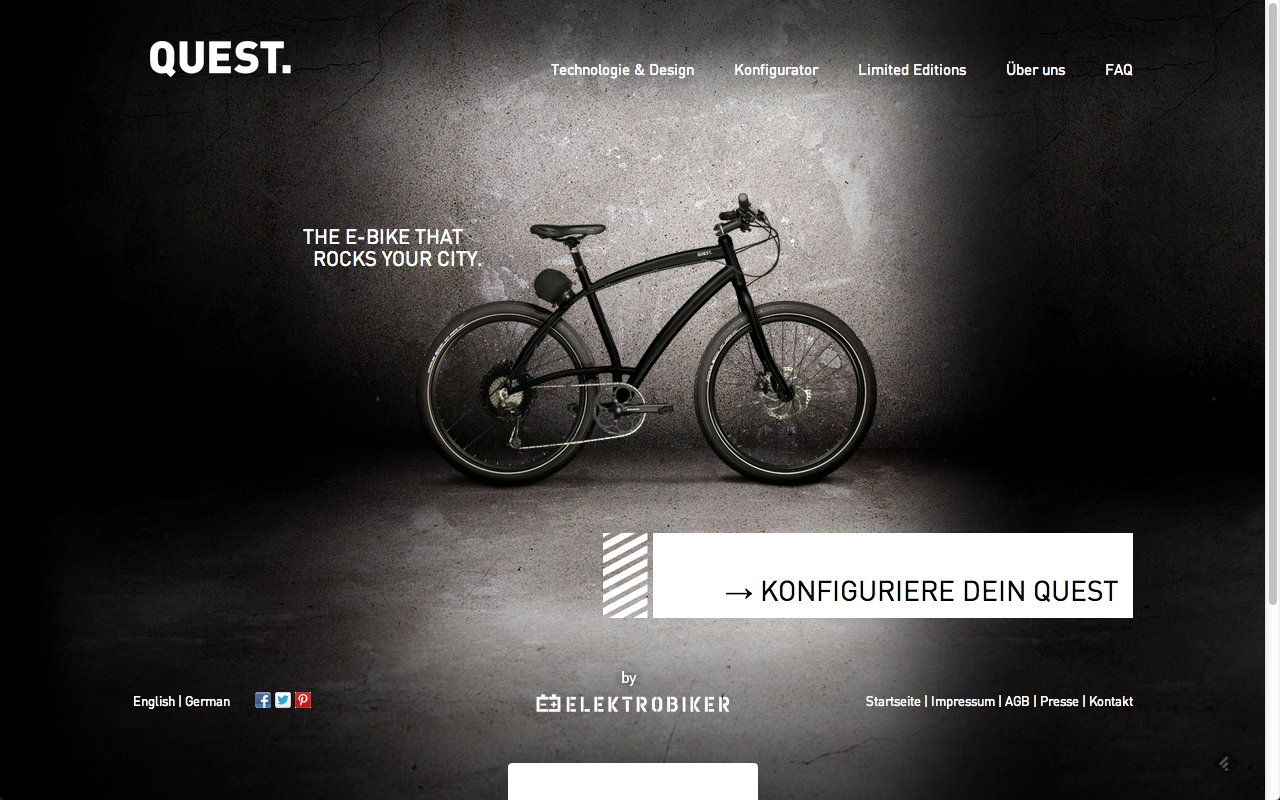 QUEST.
Technologie & Design
Konfigurator
Limited Editions
Über uns
FAQ
THE E-BIKE THAT
ROCKS YOUR CITY.
QUEST.
→ KONFIGURIERE DEIN QUEST
by
ELEKTROBIKER
English | German
Startseite | Impressum | AGB | Presse | Kontakt